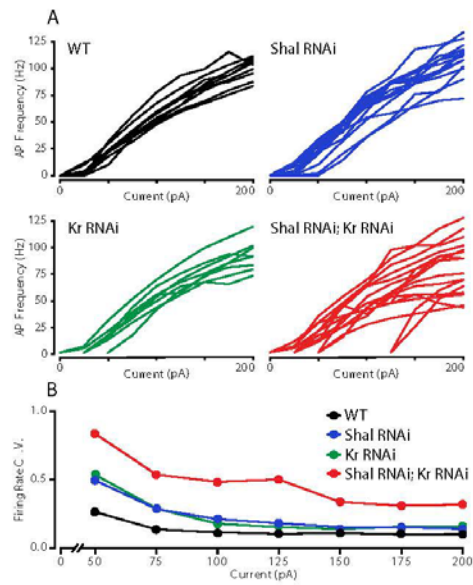 A
WT
Shal RNAi
AP Frequency (Hz)
125
100
75
50
25
0
0
200
Current (pA)
0
200
Current (pA)
Kr RNAi
Shal RNAi; Kr RNAi
AP Frequency (Hz)
125
100
75
50
25
0
0
200
Current (pA)
0
200
Current (pA)
B
Firing Rate C.V.
1.0
0.5
0.0
WT
Shal RNAi
Kr RNAi
Shal RNAi; Kr RNAi
0
50
75
100
125
150
175
200
Current (pA)